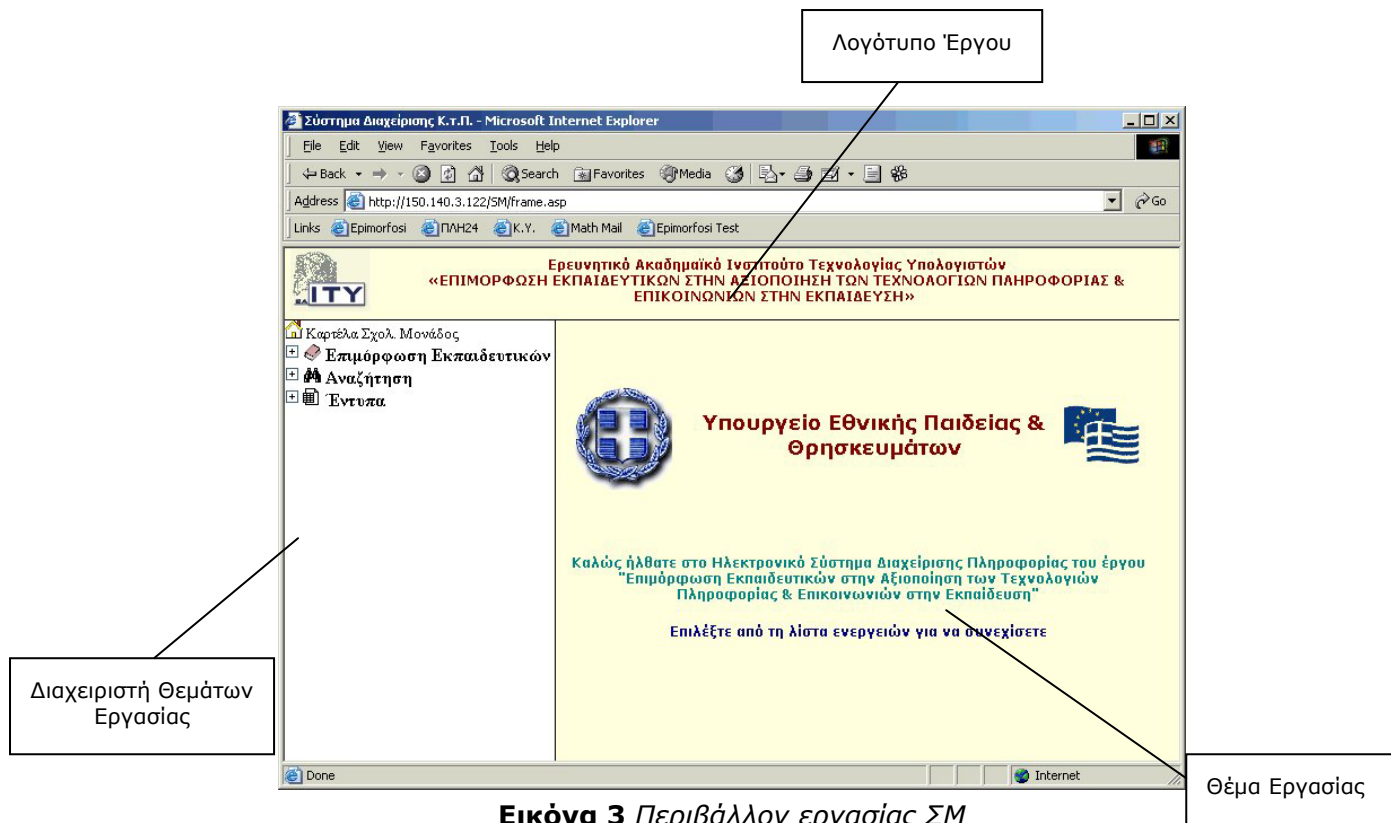 Λογότυπο Έργου
Σύστημα Διαχείρισης Κ.τ.Π. - Microsoft Internet Explorer
File Edit View Favorites Tools Help
Back Search Favorites Media
Address http://150.140.3.122/SM/frame.asp Go
Links Epimorfosi ΠΛΗ24 Κ.Υ. Math Mail Epimorfosi Test
ΕΑ ITY
Ερευνητικό Ακαδημαϊκό Ινστιτούτο Τεχνολογίας Υπολογιστών
«ΕΠΙΜΟΡΦΩΣΗ ΕΚΠΑΙΔΕΥΤΙΚΩΝ ΣΤΗΝ ΑΞΙΟΠΟΙΗΣΗ ΤΩΝ ΤΕΧΝΟΛΟΓΙΩΝ ΠΛΗΡΟΦΟΡΙΑΣ &
ΕΠΙΚΟΙΝΩΝΙΩΝ ΣΤΗΝ ΕΚΠΑΙΔΕΥΣΗ»
Καρτέλα Σχολ. Μονάδος
Επιμόρφωση Εκπαιδευτικών
Αναζήτηση
Έντυπα
Υπουργείο Εθνικής Παιδείας &
Θρησκευμάτων
Καλώς ήλθατε στο Ηλεκτρονικό Σύστημα Διαχείρισης Πληροφορίας του έργου
"Επιμόρφωση Εκπαιδευτικών στην Αξιοποίηση των Τεχνολογιών
Πληροφορίας & Επικοινωνιών στην Εκπαίδευση"
Επιλέξτε από τη λίστα ενεργειών για να συνεχίσετε
Διαχειριστή Θεμάτων
Εργασίας
Θέμα Εργασίας
Done Internet
Εικόνα 3 Περιβάλλον εργασίας ΣΜ